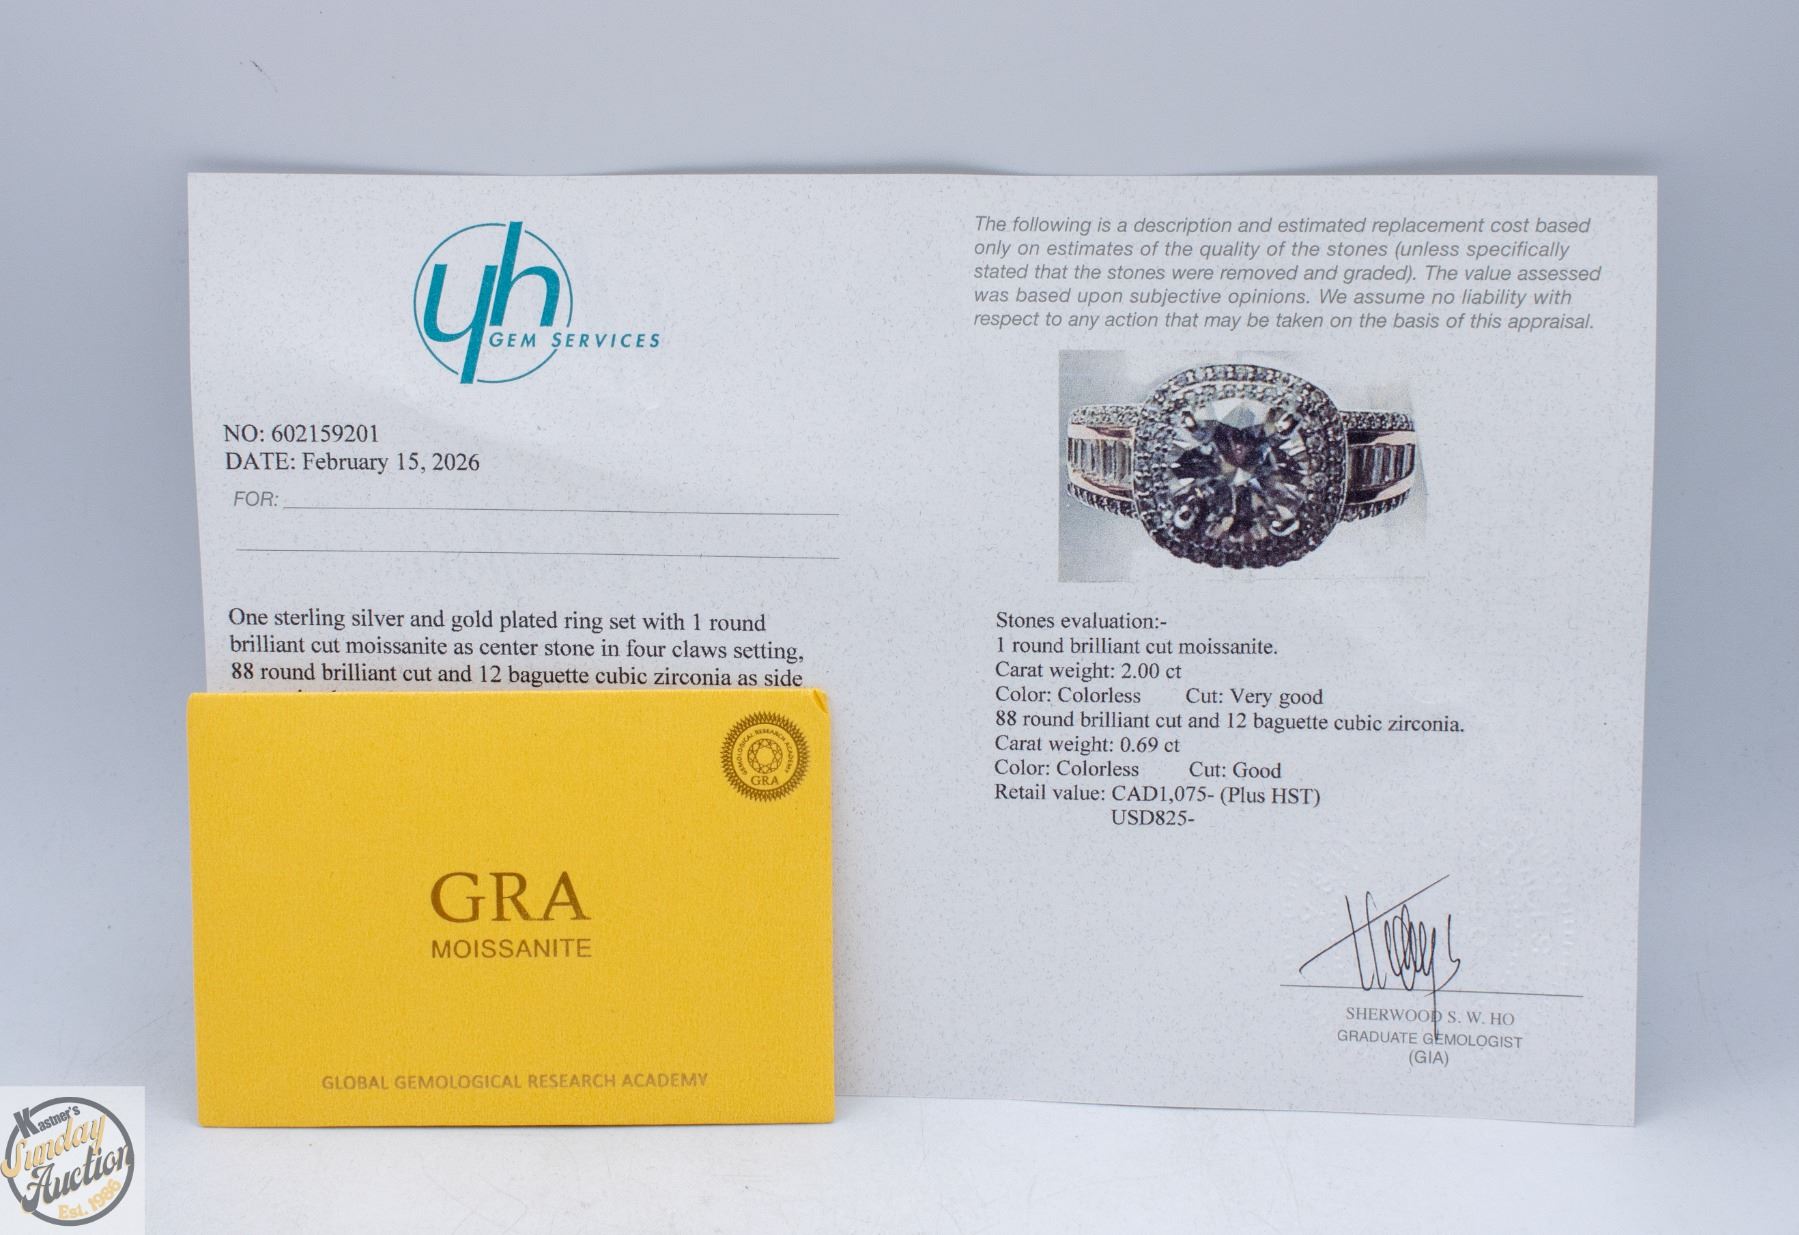 yh
GEM SERVICES
NO: 602159201
DATE: February 15, 2026
FOR:
One sterling silver and gold plated ring set with 1 round
brilliant cut moissanite as center stone in four claws setting,
88 round brilliant cut and 12 baguette cubic zirconia as side
The following is a description and estimated replacement cost based
only on estimates of the quality of the stones (unless specifically
stated that the stones were removed and graded). The value assessed
was based upon subjective opinions. We assume no liability with
respect to any action that may be taken on the basis of this appraisal.
Stones evaluation:-
1 round brilliant cut moissanite.
Carat weight: 2.00 ct
Color: Colorless Cut: Very good
88 round brilliant cut and 12 baguette cubic zirconia.
Carat weight: 0.69 ct
Color: Colorless Cut: Good
Retail value: CAD1,075- (Plus HST)
USD825-
SHERWOOD S. W. HO
GRADUATE GEMOLOGIST
(GIA)
GEMOLOGICAL RESEARCH ACADEMY
GRA
GRA
MOISSANITE
GLOBAL GEMOLOGICAL RESEARCH ACADEMY
Kastner's
Sunday
Auction
Est. 1986